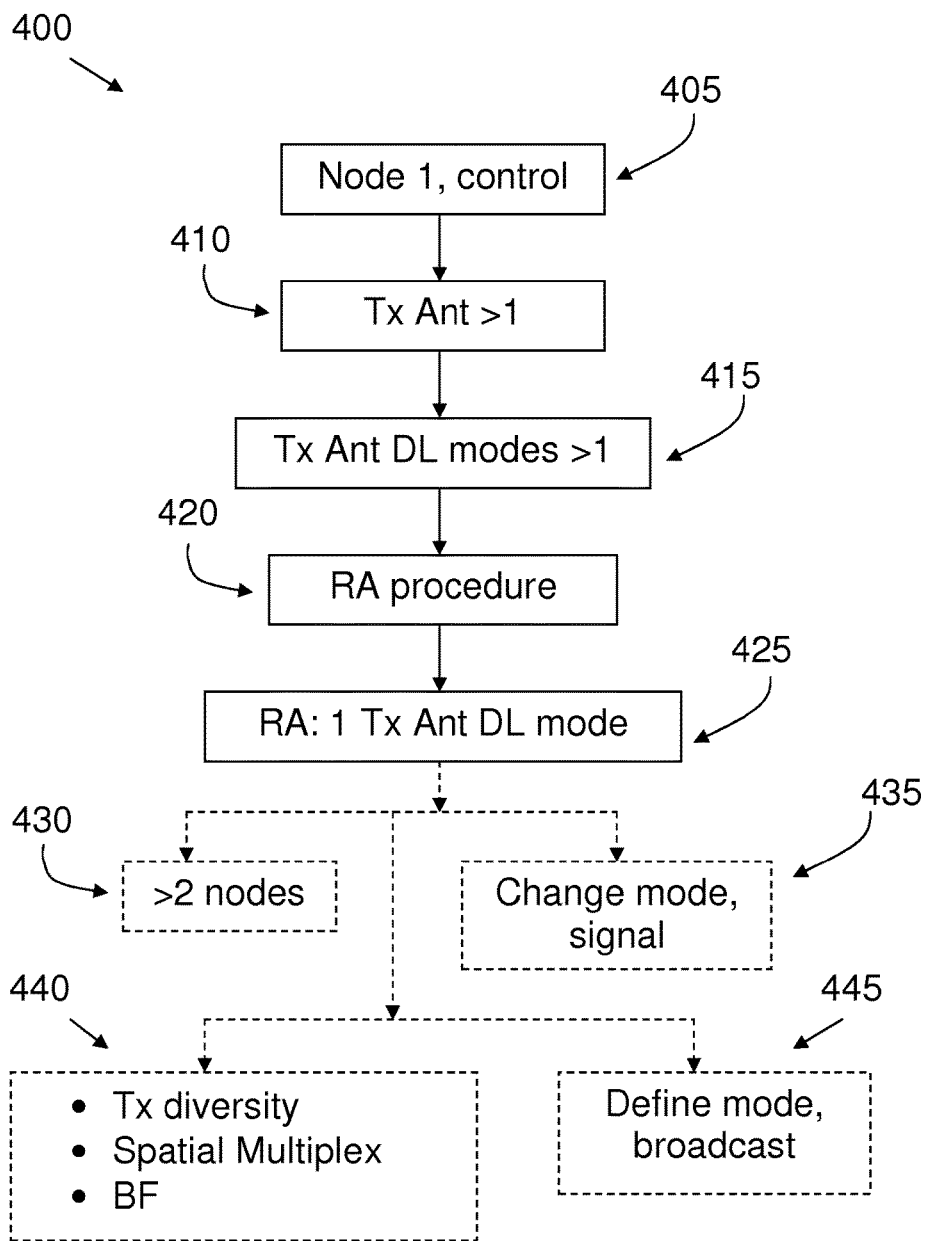 400
405
Node 1, control
410
Tx Ant >1
415
Tx Ant DL modes >1
420
RA procedure
425
RA: 1 Tx Ant DL mode
430
435
>2 nodes
Change mode,
signal
440
445
• Tx diversity
• Spatial Multiplex
• BF
Define mode,
broadcast